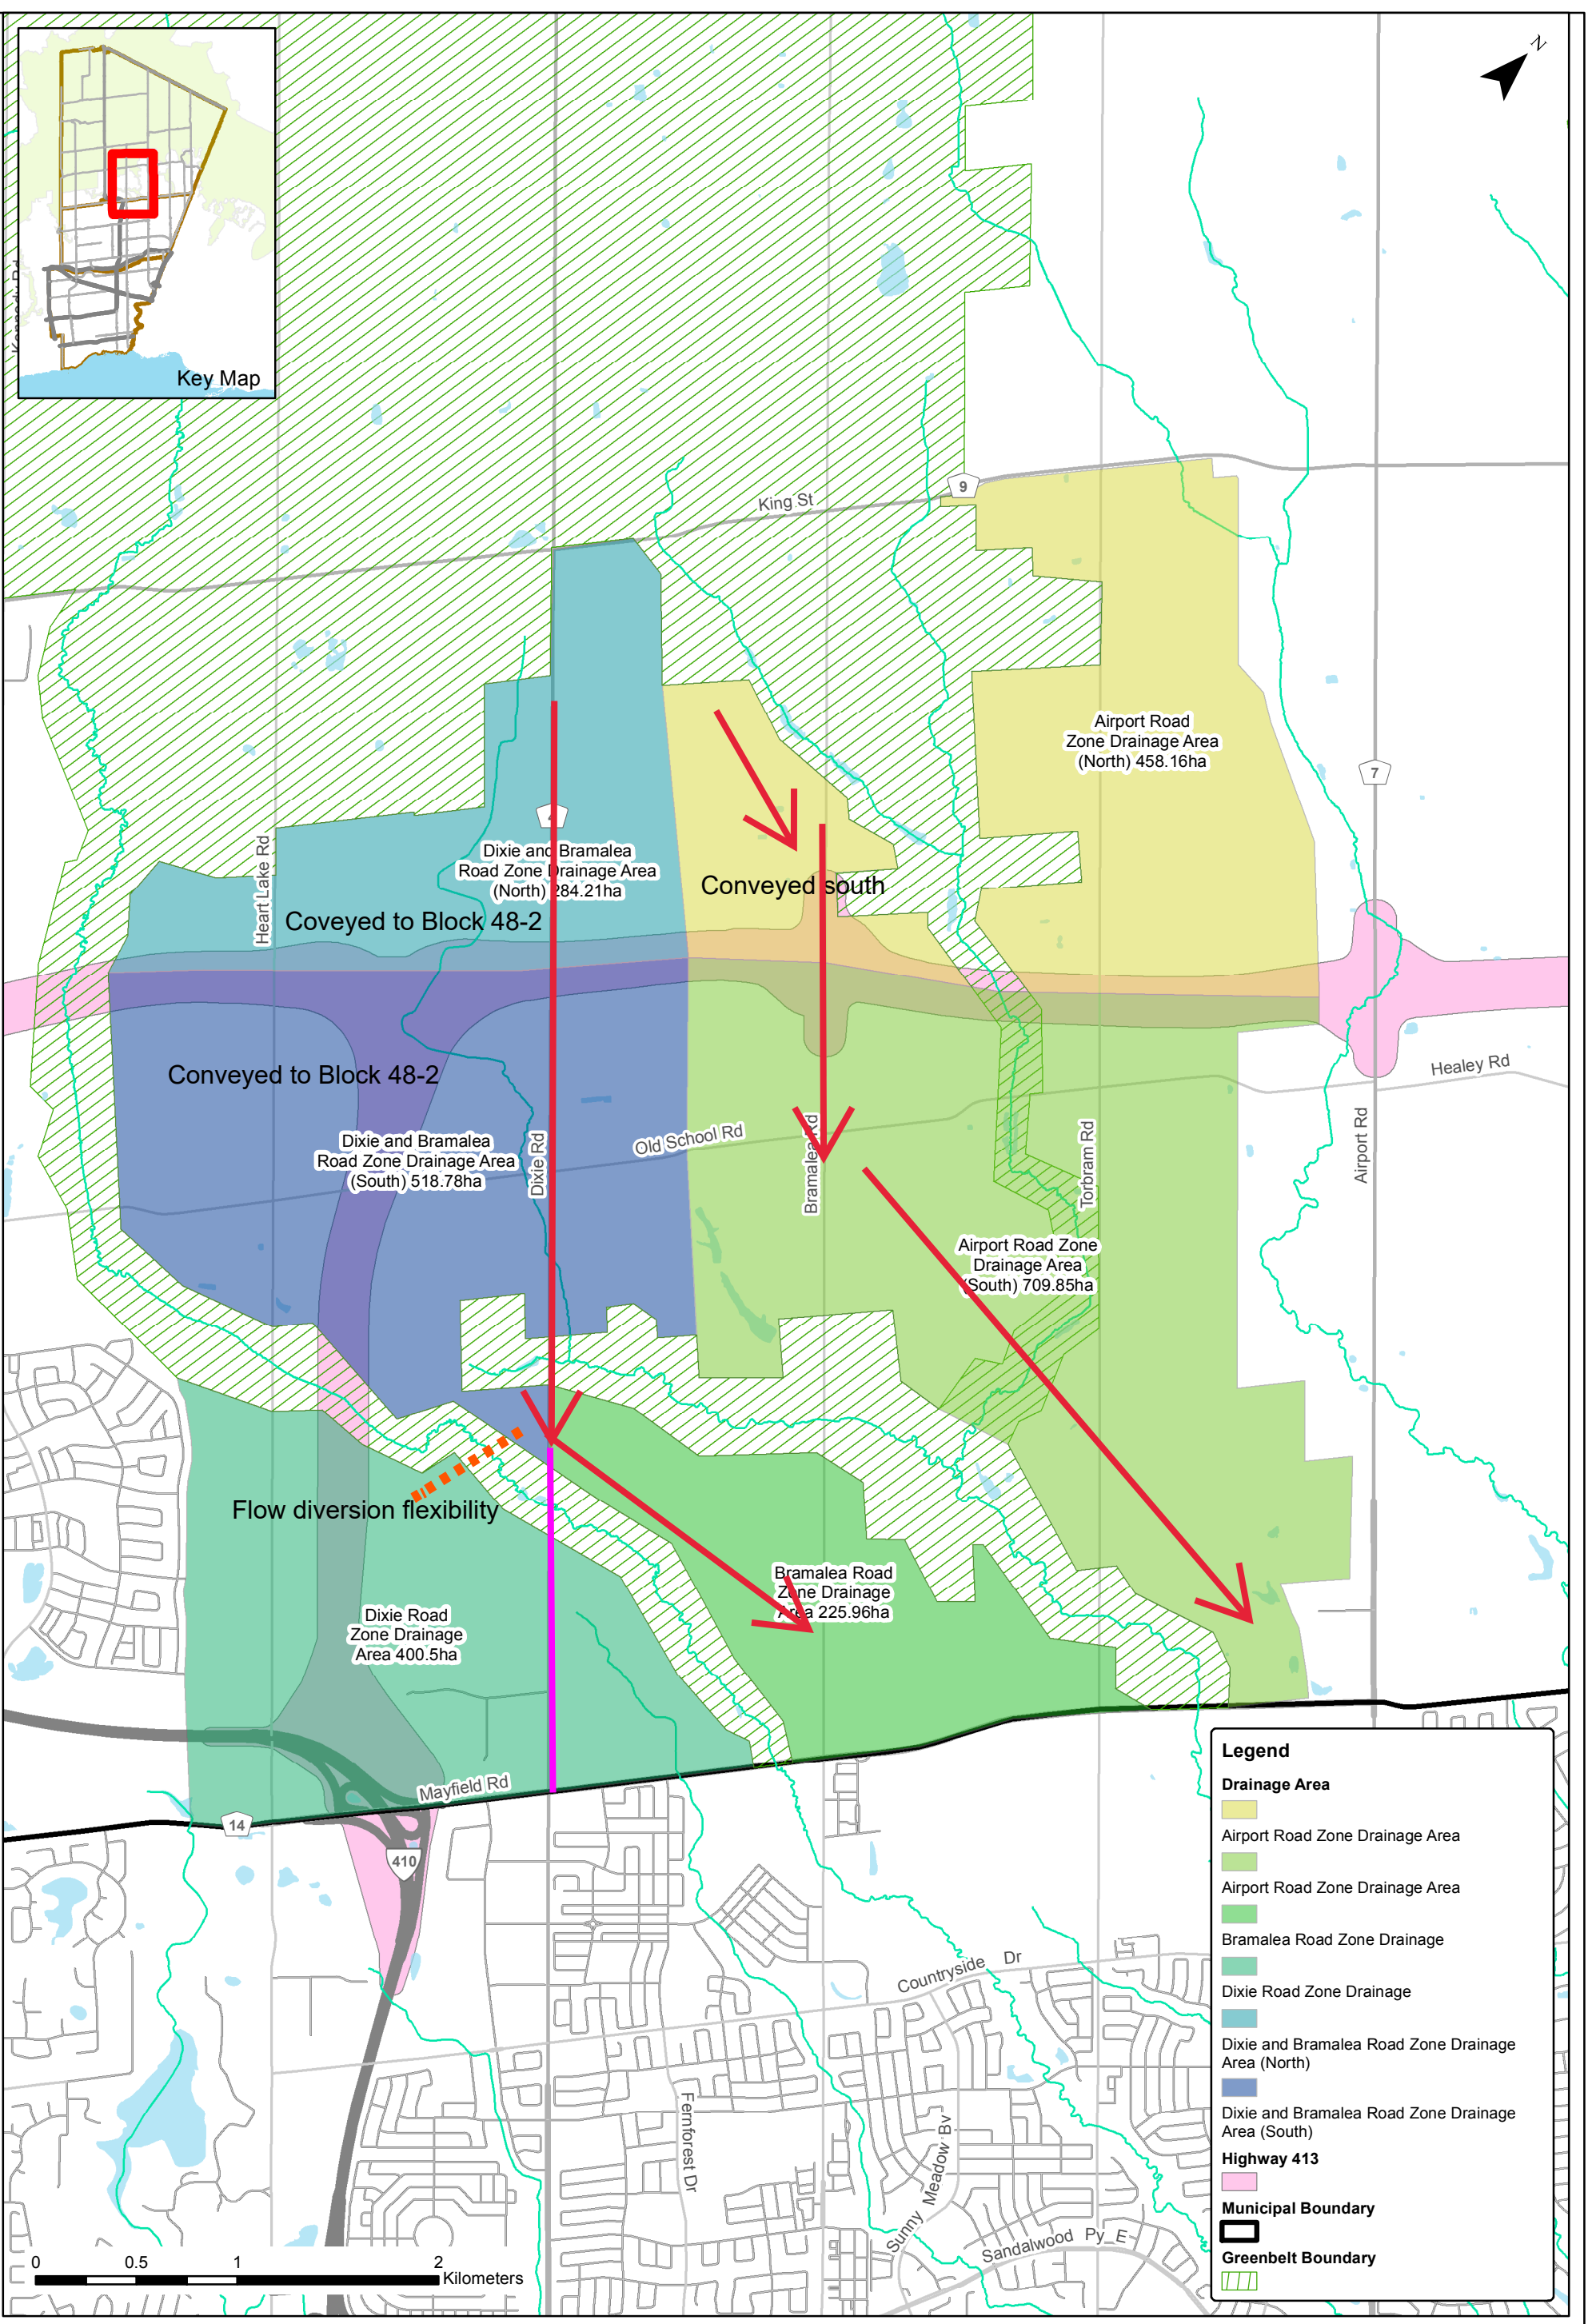 N
Key Map
King St
9
Airport Road
Zone Drainage Area
(North) 458.16ha
7
Heart Lake Rd
4
Dixie and Bramalea
Road Zone Drainage Area
(North) 284.21ha
Conveyed south
Coveyed to Block 48-2
Conveyed to Block 48-2
Healey Rd
Dixie and Bramalea
Road Zone Drainage Area
(South) 518.78ha
Dixie Rd
Old School Rd
Bramalea Rd
Torbram Rd
Airport Rd
Airport Road Zone
Drainage Area
(South) 709.85ha
Flow diversion flexibility
Bramalea Road
Zone Drainage
Area 225.96ha
Dixie Road
Zone Drainage
Area 400.5ha
Mayfield Rd
14
410
Countryside Dr
Fernforest Dr
Sunny Meadow Bv
Sandalwood Py E
0 0.5 1 2
Kilometers
Legend
Drainage Area
Airport Road Zone Drainage Area
Airport Road Zone Drainage Area
Bramalea Road Zone Drainage
Dixie Road Zone Drainage
Dixie and Bramalea Road Zone Drainage
Area (North)
Dixie and Bramalea Road Zone Drainage
Area (South)
Highway 413
Municipal Boundary
Greenbelt Boundary